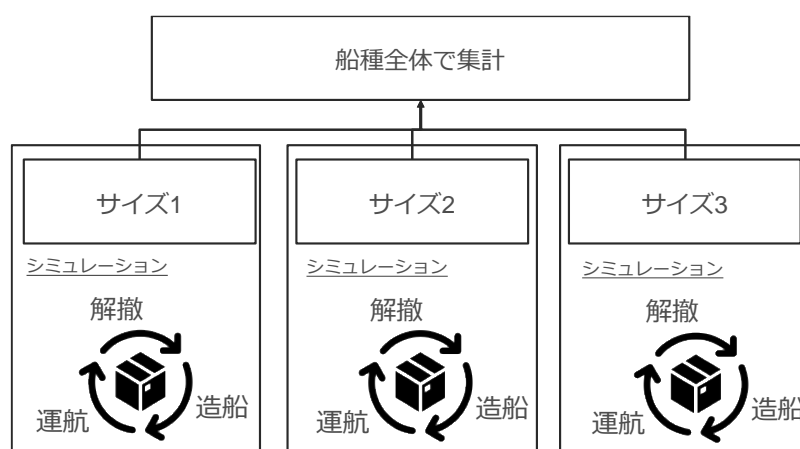 船種全体で集計
サイズ1
サイズ2
サイズ3
シミュレーション
シミュレーション
シミュレーション
解撤
解撤
解撤
運航
造船
運航
造船
運航
造船